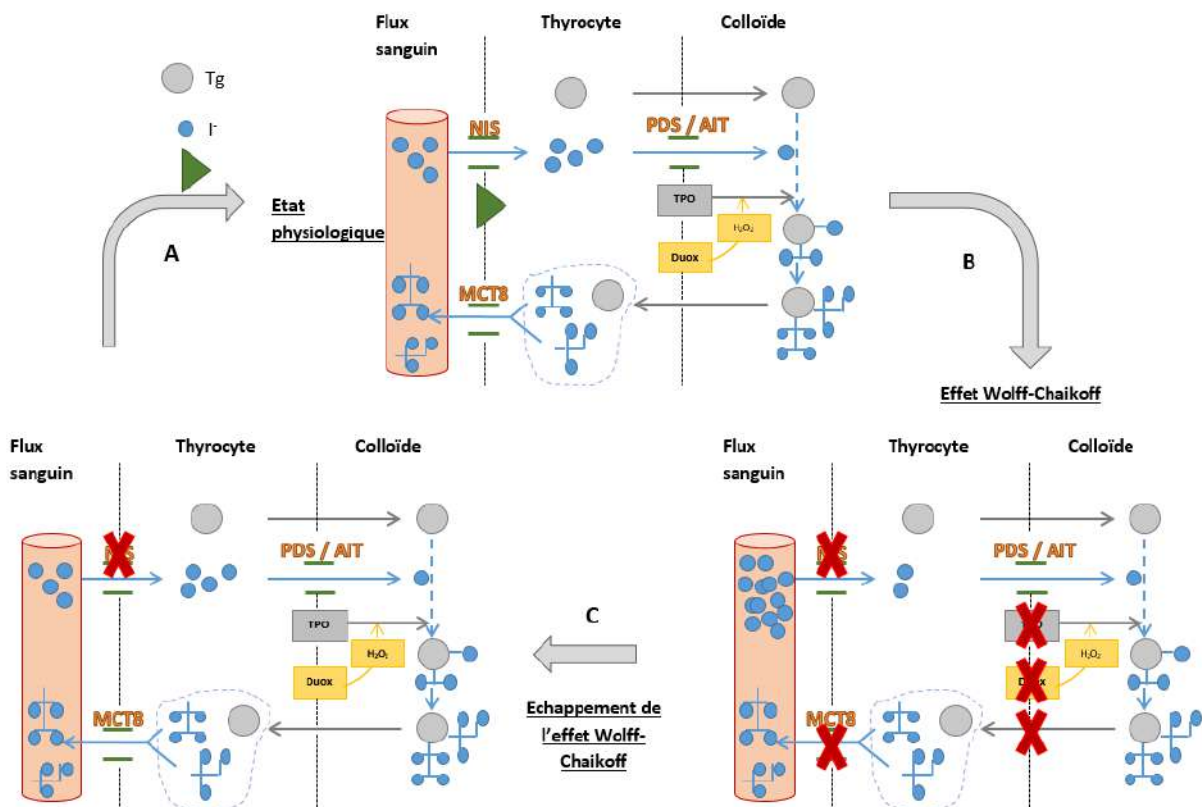 Flux
sanguin
Thyrocyte
Colloïde
Tg
I⁻
NIS
PDS / AIT
A
Etat
physiologique
TPO
H₂O₂
Duox
MCT8
B
Effet Wolff-Chaikoff
Flux
sanguin
Thyrocyte
Colloïde
PDS / AIT
TPO
H₂O₂
Duox
MCT8
C
Echappement de
l'effet Wolff-
Chaikoff
Flux
sanguin
Thyrocyte
Colloïde
PDS / AIT
H₂O₂
MCT8